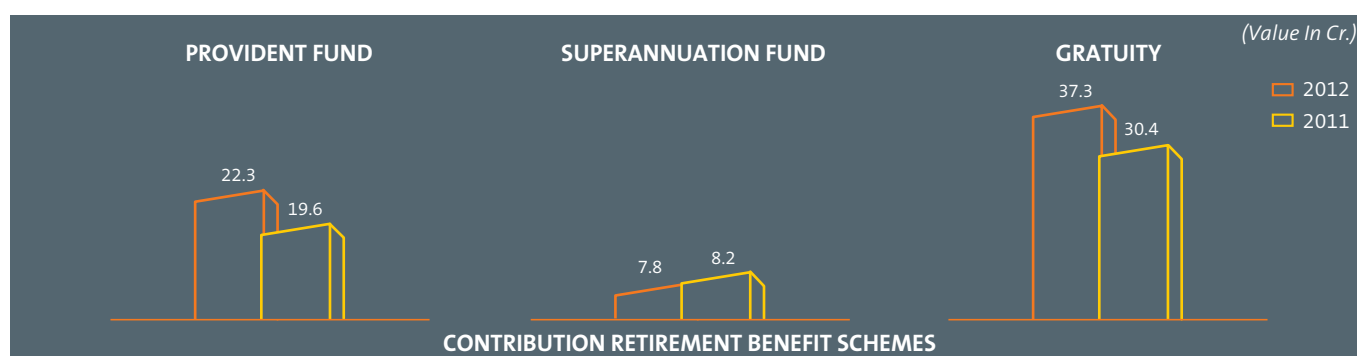 (Value In Cr.)
PROVIDENT FUND
SUPERANNUATION FUND
GRATUITY
2012
2011
22.3
19.6
7.8
8.2
37.3
30.4
CONTRIBUTION RETIREMENT BENEFIT SCHEMES